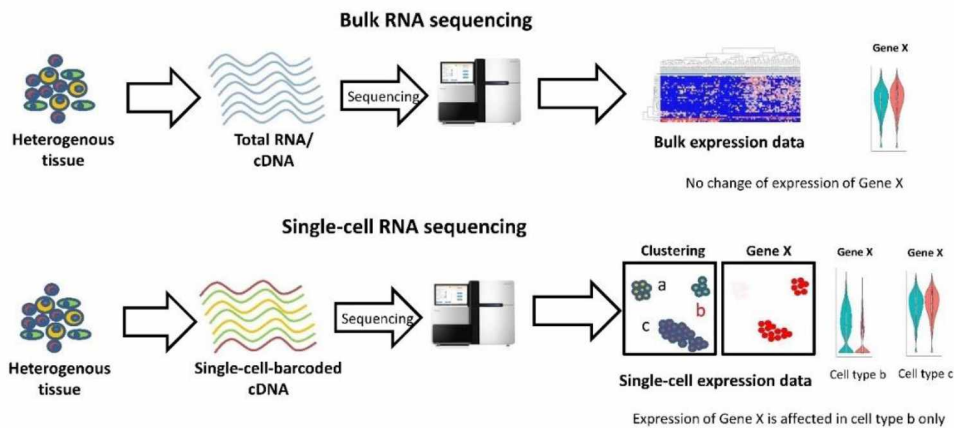 Bulk RNA sequencing
Heterogenous
tissue
Total RNA/
cDNA
Sequencing
Bulk expression data
Gene X
No change of expression of Gene X
Single-cell RNA sequencing
Heterogenous
tissue
Single-cell-barcoded
cDNA
Sequencing
Clustering
Gene X
a
b
c
Single-cell expression data
Gene X
Gene X
Cell type b
Cell type c
Expression of Gene X is affected in cell type b only